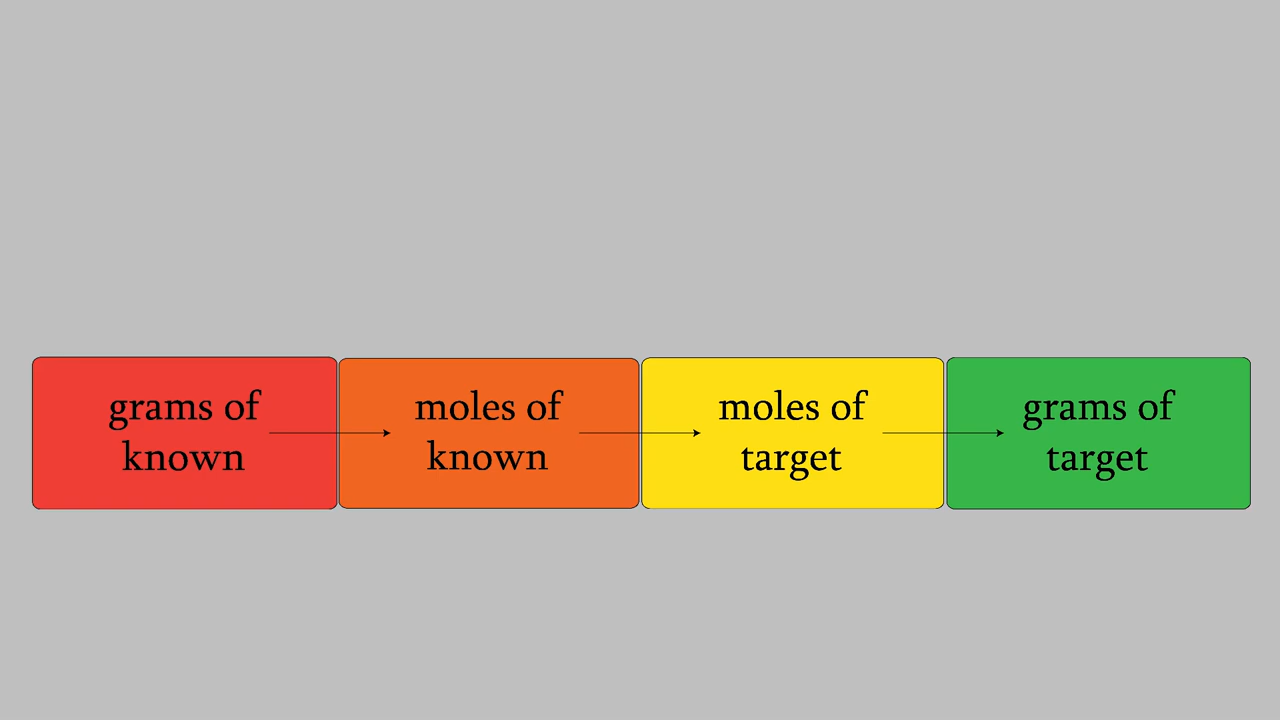 grams of
known
moles of
known
moles of
target
grams of
target